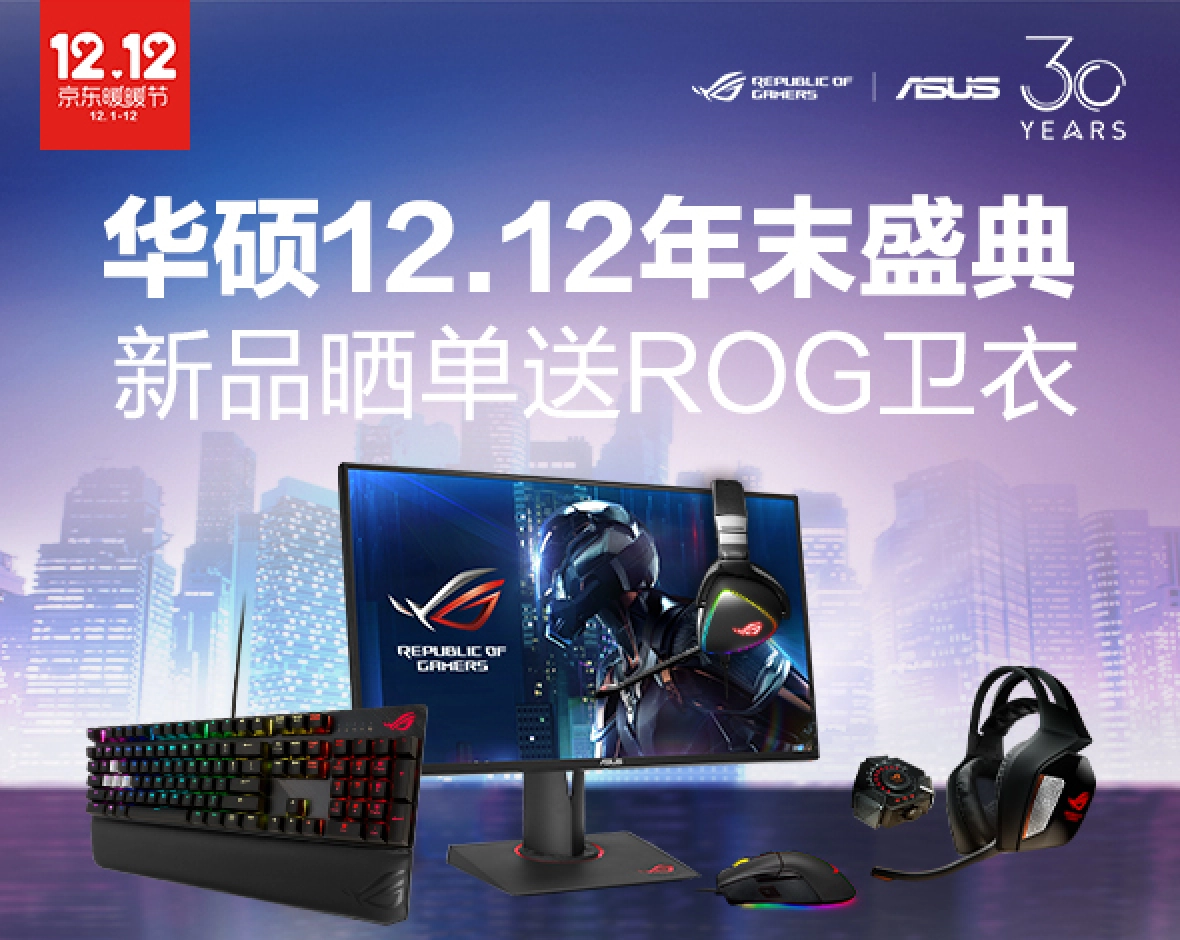 12.12
京东暖暖节
12.1-12
REPUBLIC OF
GAMERS
ASUS
30
YEARS
华硕12.12年末盛典
新品晒单送ROG卫衣
REPUBLIC OF
GAMERS
ASUS